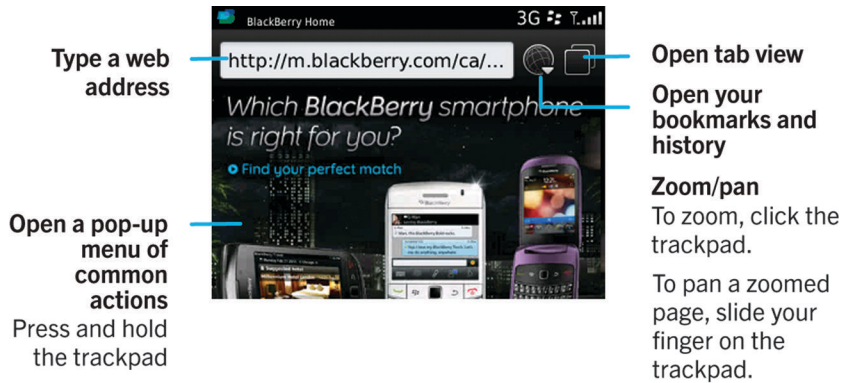 BlackBerry Home
3G
Type a web
address
http://m.blackberry.com/ca/...
Open tab view
Open your
bookmarks and
history
Which BlackBerry smartphone
is right for you?
Find your perfect match
Zoom/pan
To zoom, click the
trackpad.
To pan a zoomed
page, slide your
finger on the
trackpad.
Open a pop-up
menu of
common
actions
Press and hold
the trackpad